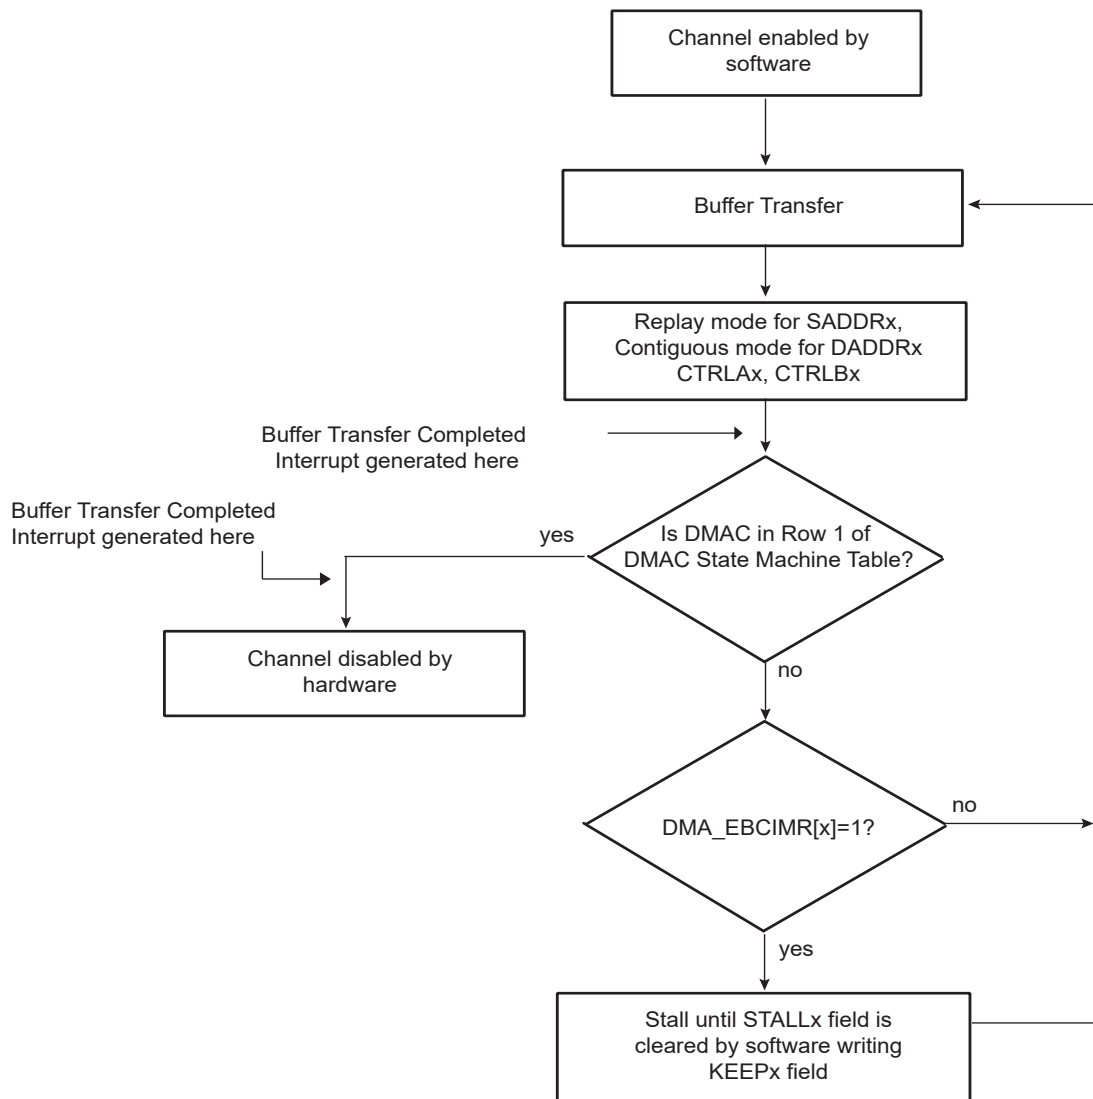 Channel enabled by
software
Buffer Transfer
Replay mode for SADDRx,
Contiguous mode for DADDRx
CTRLAx, CTRLBx
Buffer Transfer Completed
Interrupt generated here
Buffer Transfer Completed
Interrupt generated here
yes
Is DMAC in Row 1 of
DMAC State Machine Table?
Channel disabled by
hardware
no
no
DMA_EBCIMR[x]=1?
yes
Stall until STALLx field is
cleared by software writing
KEEPx field